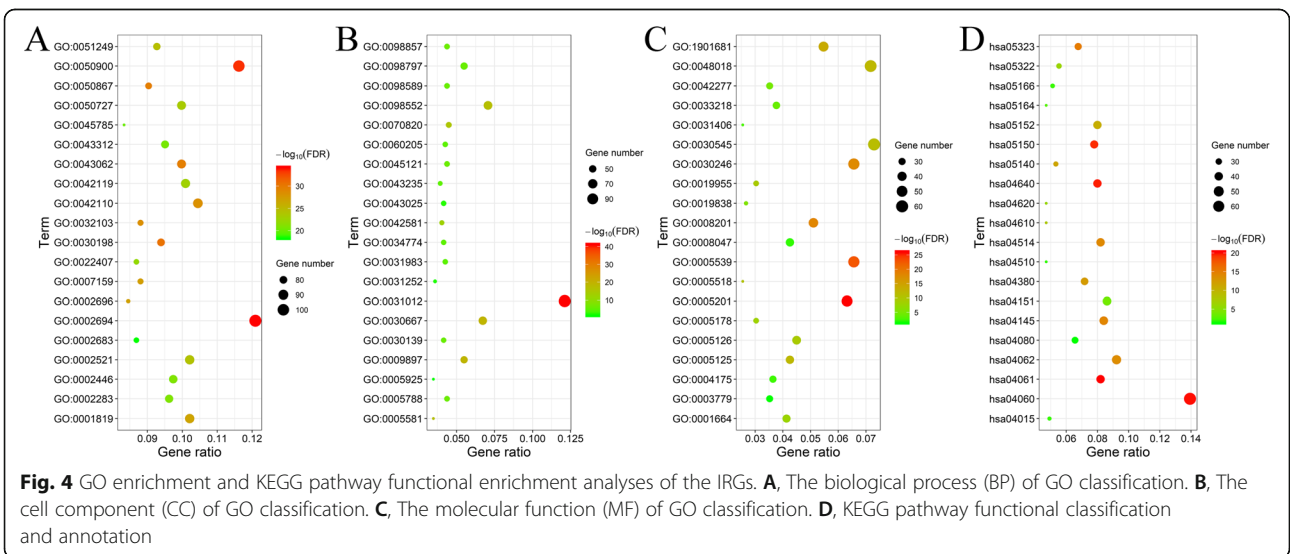 A
GO:0051249
GO:0050900
GO:0050867
GO:0050727
GO:0045785
GO:0043312
GO:0043062
GO:0042119
GO:0042110
GO:0032103
GO:0030198
GO:0022407
GO:0007159
GO:0002696
GO:0002694
GO:0002683
GO:0002521
GO:0002446
GO:0002283
GO:0001819
Term
0.09 0.10 0.11 0.12
Gene ratio
−log10(FDR)
30
20
Gene number
80
90
100
B
GO:0098857
GO:0098797
GO:0098589
GO:0098552
GO:0070820
GO:0060205
GO:0045121
GO:0043235
GO:0043025
GO:0042581
GO:0034774
GO:0031983
GO:0031252
GO:0031012
GO:0030667
GO:0030139
GO:0009897
GO:0005925
GO:0005788
GO:0005581
Term
0.050 0.075 0.100 0.125
Gene ratio
Gene number
50
70
90
−log10(FDR)
40
30
20
10
C
GO:1901681
GO:0048018
GO:0042277
GO:0033218
GO:0031406
GO:0030545
GO:0030246
GO:0019955
GO:0019838
GO:0008201
GO:0008047
GO:0005539
GO:0005518
GO:0005201
GO:0005178
GO:0005126
GO:0005125
GO:0004175
GO:0003779
GO:0001664
Term
0.03 0.04 0.05 0.06 0.07
Gene ratio
Gene number
30
40
50
60
−log10(FDR)
25
20
15
10
5
D
hsa05323
hsa05322
hsa05166
hsa05164
hsa05152
hsa05150
hsa05140
hsa04640
hsa04620
hsa04610
hsa04514
hsa04510
hsa04380
hsa04151
hsa04145
hsa04080
hsa04062
hsa04061
hsa04060
hsa04015
Term
0.06 0.08 0.10 0.12 0.14
Gene ratio
Gene number
30
40
50
60
−log10(FDR)
20
15
10
5
Fig. 4 GO enrichment and KEGG pathway functional enrichment analyses of the IRGs. A, The biological process (BP) of GO classification. B, The
cell component (CC) of GO classification. C, The molecular function (MF) of GO classification. D, KEGG pathway functional classification
and annotation